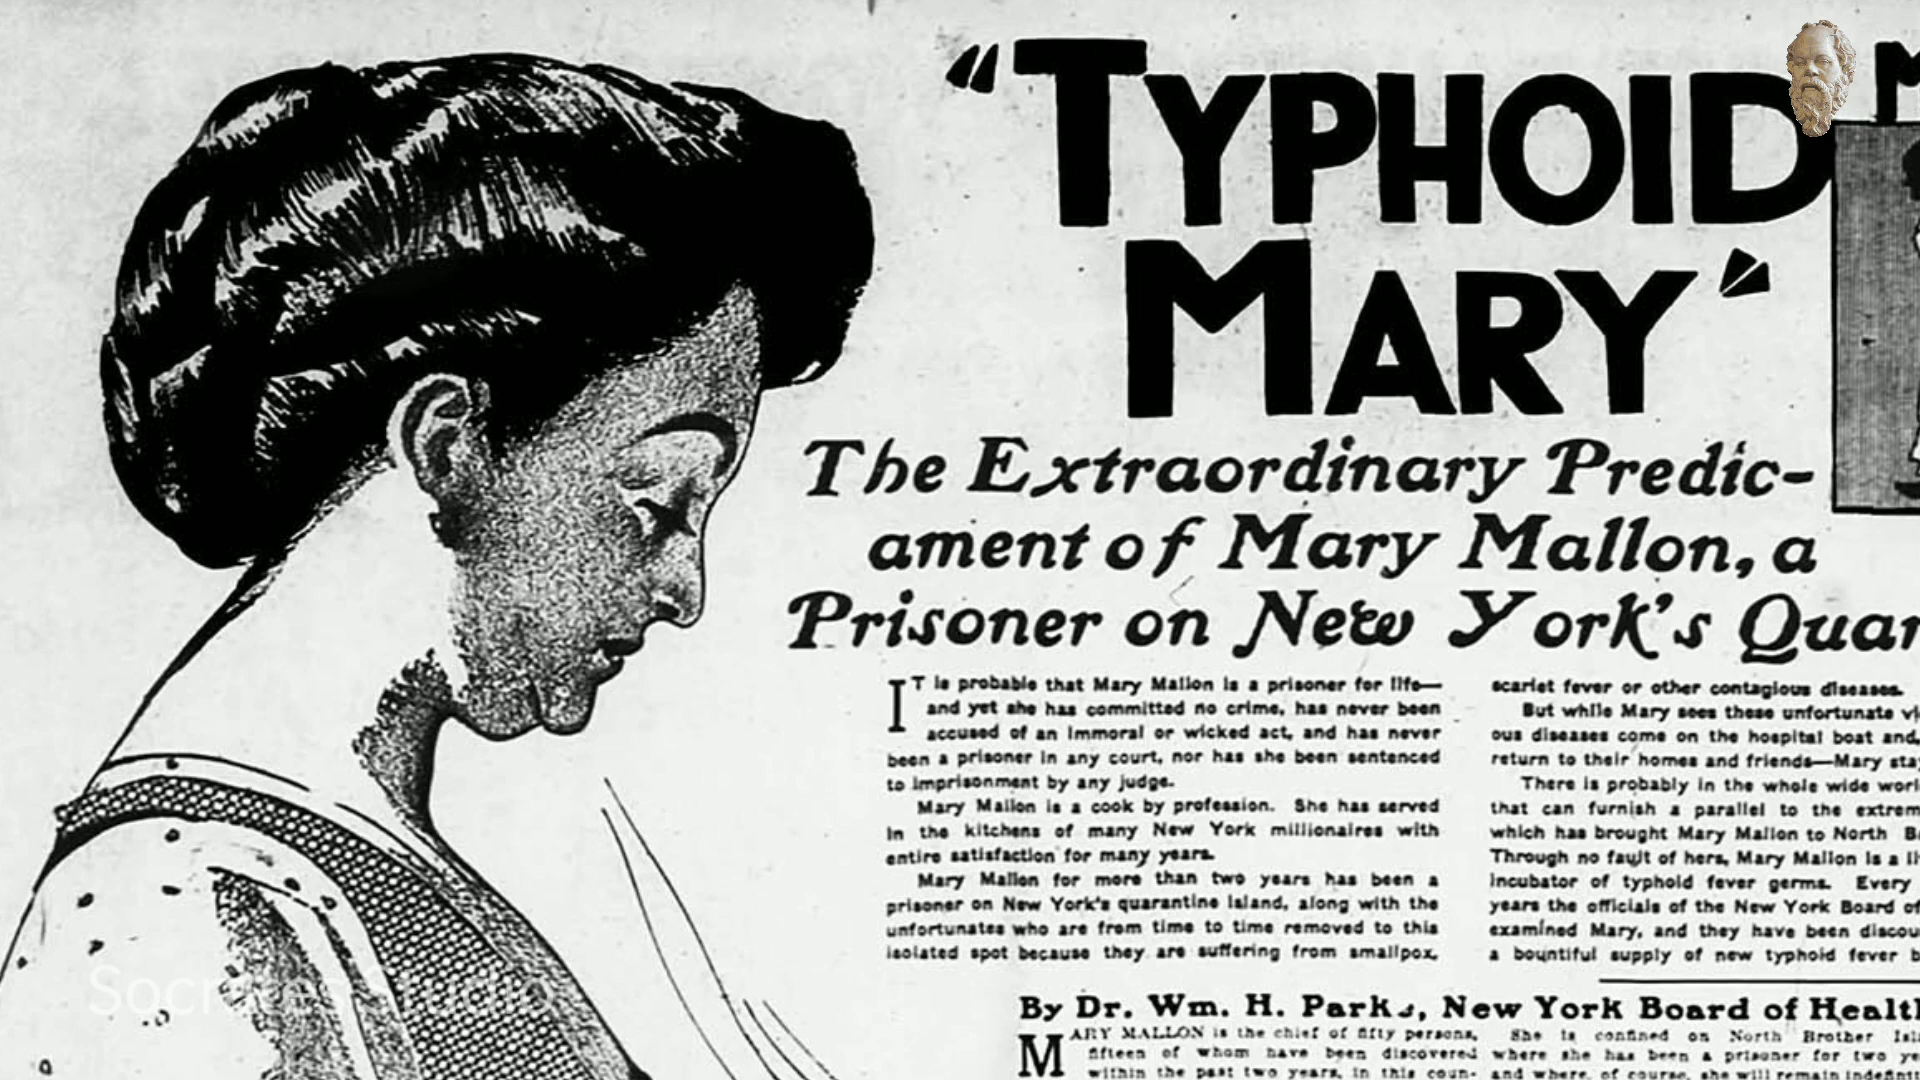 "TYPHOID
MARY"
The Extraordinary Predic-
ament of Mary Mallon, a
Prisoner on New York's
IT is probable that Mary Mallon is a prisoner for life—
and yet she has committed no crime, has never been
accused of an immoral or wicked act, and has never
been a prisoner in any court, nor has she been sentenced
to imprisonment by any judge.
Mary Mallon is a cook by profession. She has served
in the kitchens of many New York millionaires with
entire satisfaction for many years.
Mary Mallon for more than two years has been a
prisoner on New York's quarantine island, along with the
unfortunates who are from time to time removed to this
isolated spot because they are suffering from smallpox,
scarlet fever or other contagious diseases.
But while Mary sees these unfortunate
ous diseases come on the hospital boat and,
return to their homes and friends—Mary
There is probably in the whole wide
that can furnish a parallel to the
which has brought Mary Mallon to North
Through no fault of hers, Mary Mallon is a
incubator of typhoid fever germs. Every
years the officials of the New York Board of
examined Mary, and they have been
a bountiful supply of new typhoid fever
By Dr. Wm. H. Park, New York Board of Health
MARY MALLON is the chief of fifty persons,
fifteen of whom have been discovered
within the past two years, in this coun-
She is confined on North Brother
where she has been a prisoner for two
and where, of course, she will remain
Socrates Studio